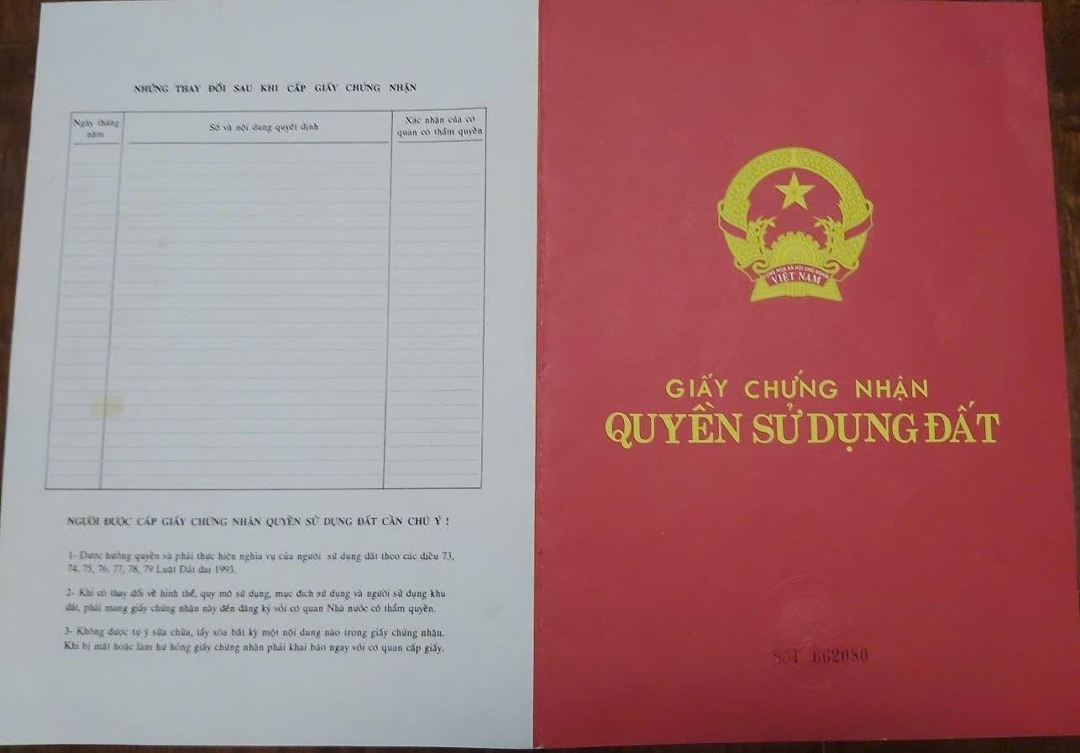 NHỮNG THAY ĐỔI SAU KHI CẤP GIẤY CHỨNG NHẬN
Ngày tháng năm
Số và nội dung quyết định
Xác nhận của cơ quan có thẩm quyền
NGƯỜI ĐƯỢC CẤP GIẤY CHỨNG NHẬN QUYỀN SỬ DỤNG ĐẤT CẦN CHÚ Ý !
1- Được hưởng quyền và phải thực hiện nghĩa vụ của người sử dụng đất theo các điều 73,
74, 75, 76, 77, 78, 79 Luật Đất đai 1993.
2- Khi có thay đổi về hình thể, quy mô sử dụng, mục đích sử dụng và người sử dụng khu
đất, phải mang giấy chứng nhận này đến đăng ký với cơ quan Nhà nước có thẩm quyền.
3- Không được tự ý sửa chữa, tẩy xóa bất kỳ một nội dung nào trong giấy chứng nhận.
Khi bị mất hoặc làm hư hỏng giấy chứng nhận phải khai báo ngay với cơ quan cấp giấy.
CỘNG HÒA XÃ HỘI CHỦ NGHĨA
VIỆT NAM
GIẤY CHỨNG NHẬN
QUYỀN SỬ DỤNG ĐẤT
662080